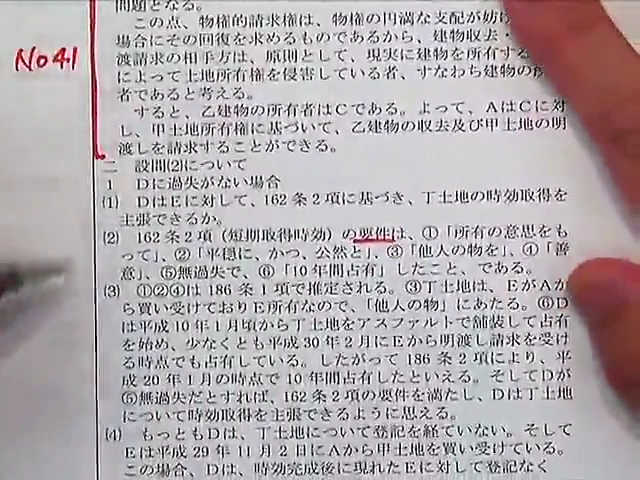 問題となる。
この点、物権的請求権は、物権の円満な支配が妨げ
No41
場合にその回復を求めるものであるから、建物収去・
渡請求の相手方は、原則として、現実に建物を所有する
によって土地所有権を侵害している者、すなわち建物の所
者であると考える。
すると、乙建物の所有者はCである。よって、AはCに対
し、甲土地所有権に基づいて、乙建物の収去及び甲土地の明
渡しを請求することができる。
二 設問(2)について
1 Dに過失がない場合
(1) DはEに対して、162条2項に基づき、丁土地の時効取得を
主張できるか。
(2) 162条2項(短期取得時効)の要件は、①「所有の意思をも
って」、②「平穏に、かつ、公然と」、③「他人の物を」、④「善
意」、⑤無過失で、⑥「10年間占有」したこと、である。
(3) ①②④は186条1項で推定される。③丁土地は、EがAか
ら買い受けておりE所有なので、「他人の物」にあたる。⑥D
は平成10年1月頃から丁土地をアスファルトで舗装して占有
を始め、少なくとも平成30年2月にEから明渡し請求を受け
る時点でも占有している。したがって186条2項により、平
成20年1月の時点で10年間占有したといえる。そしてDが
⑤無過失だとすれば、162条2項の要件を満たし、Dは丁土地
について時効取得を主張できるように思える。
(4) もっともDは、丁土地について登記を経ていない。そして
Eは平成29年11月2日にAから甲土地を買い受けている。
この場合、Dは、時効完成後に現れたEに対して登記なく